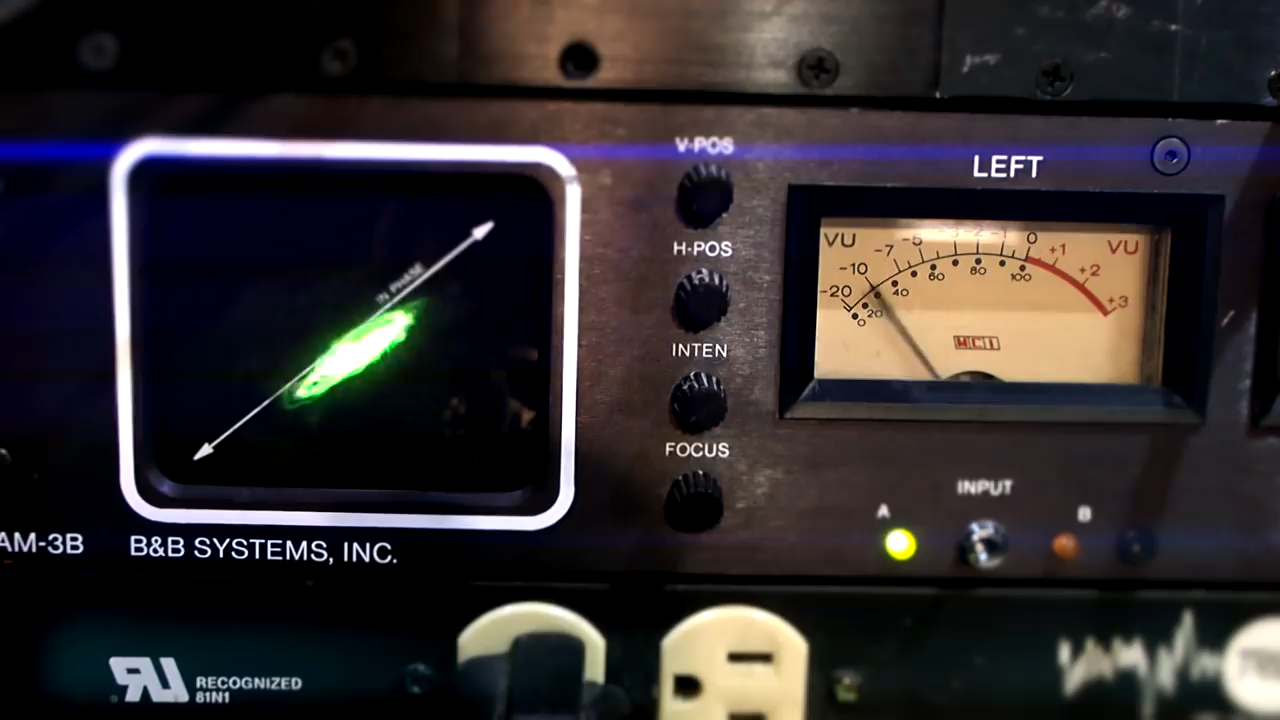 V-POS
LEFT
H-POS
IN PHASE
INTEN
FOCUS
VU
-20 -10 -7 -5 -3 -2 -1 0 +1 +2 +3
VU
0 20 40 60 80 100
MCI
INPUT
A B
AM-3B B&B SYSTEMS, INC.
RU RECOGNIZED
81N1